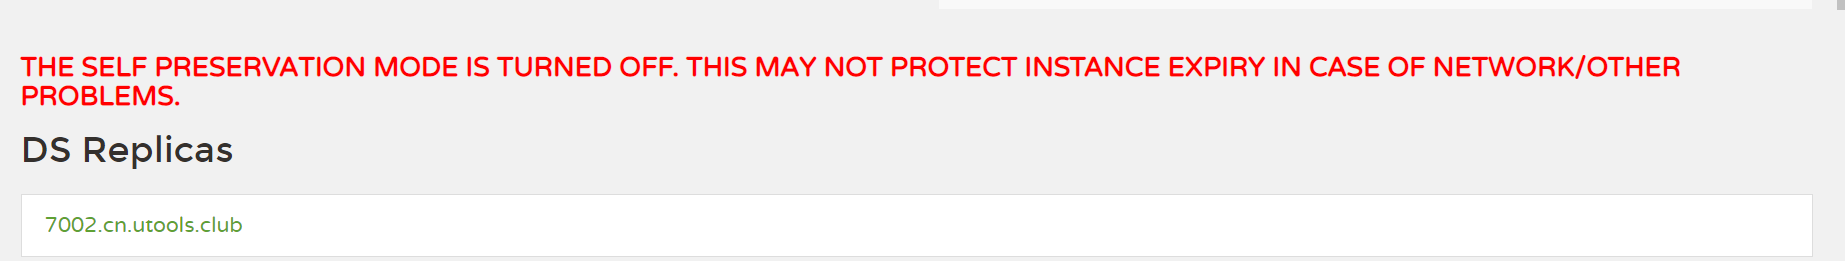 THE SELF PRESERVATION MODE IS TURNED OFF. THIS MAY NOT PROTECT INSTANCE EXPIRY IN CASE OF NETWORK/OTHER
PROBLEMS.
DS Replicas
7002.cn.utools.club